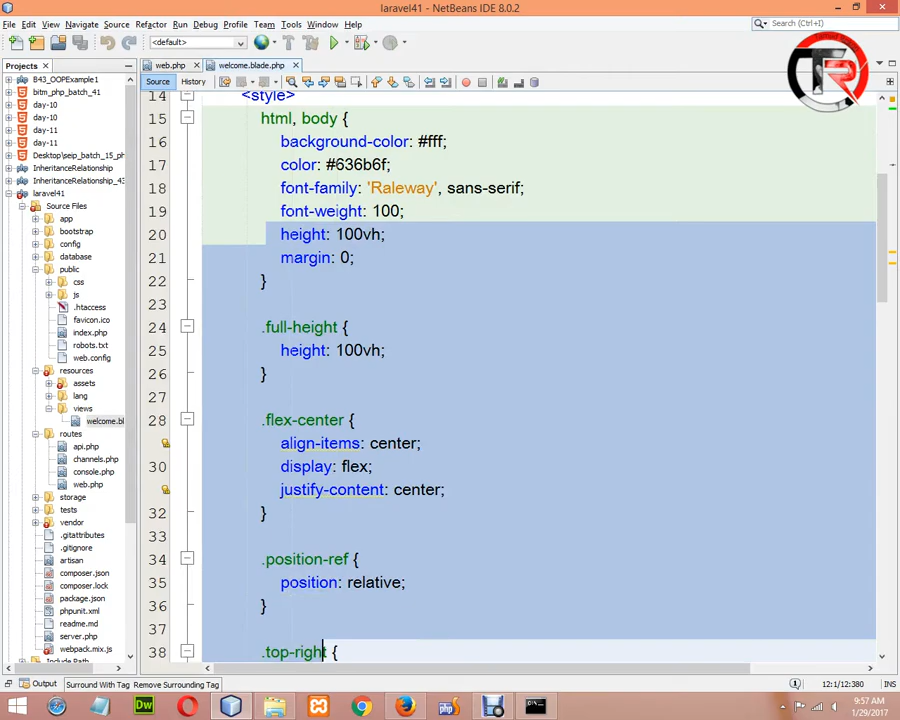 laravel41 - NetBeans IDE 8.0.2
File Edit View Navigate Source Refactor Run Debug Profile Team Tools Window Help
Search (Ctrl+I)
<default>
Projects
web.php
welcome.blade.php
Source
History
B43_OOPExample1
bitm_php_batch_41
day-10
day-10
day-11
day-11
Desktop\seip_batch_15_ph
InheritanceRelationship
InheritanceRelationship_43
laravel41
Source Files
app
bootstrap
config
database
public
css
js
.htaccess
favicon.ico
index.php
robots.txt
web.config
resources
assets
lang
views
welcome.bl
routes
api.php
channels.php
console.php
web.php
storage
tests
vendor
.gitattributes
.gitignore
artisan
composer.json
composer.lock
package.json
phpunit.xml
readme.md
server.php
webpack.mix.js
Include Path
14 <style>
15 html, body {
16 background-color: #fff;
17 color: #636b6f;
18 font-family: 'Raleway', sans-serif;
19 font-weight: 100;
20 height: 100vh;
21 margin: 0;
22 }
23
24 .full-height {
25 height: 100vh;
26 }
27
28 .flex-center {
align-items: center;
30 display: flex;
justify-content: center;
32 }
33
34 .position-ref {
35 position: relative;
36 }
37
38 .top-right {
TR
Output
Surround With Tag Remove Surrounding Tag
12:1/12:380
INS
Dw
9:57 AM
1/29/2017